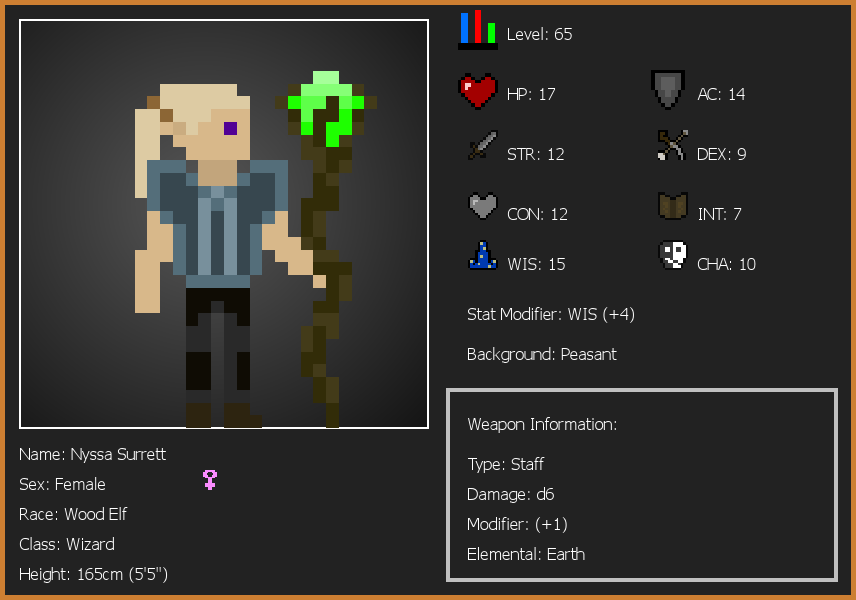 Level: 65
HP: 17
AC: 14
STR: 12
DEX: 9
CON: 12
INT: 7
WIS: 15
CHA: 10
Stat Modifier: WIS (+4)
Background: Peasant
Weapon Information:
Type: Staff
Damage: d6
Modifier: (+1)
Elemental: Earth
Name: Nyssa Surrett
Sex: Female
Race: Wood Elf
Class: Wizard
Height: 165cm (5'5")